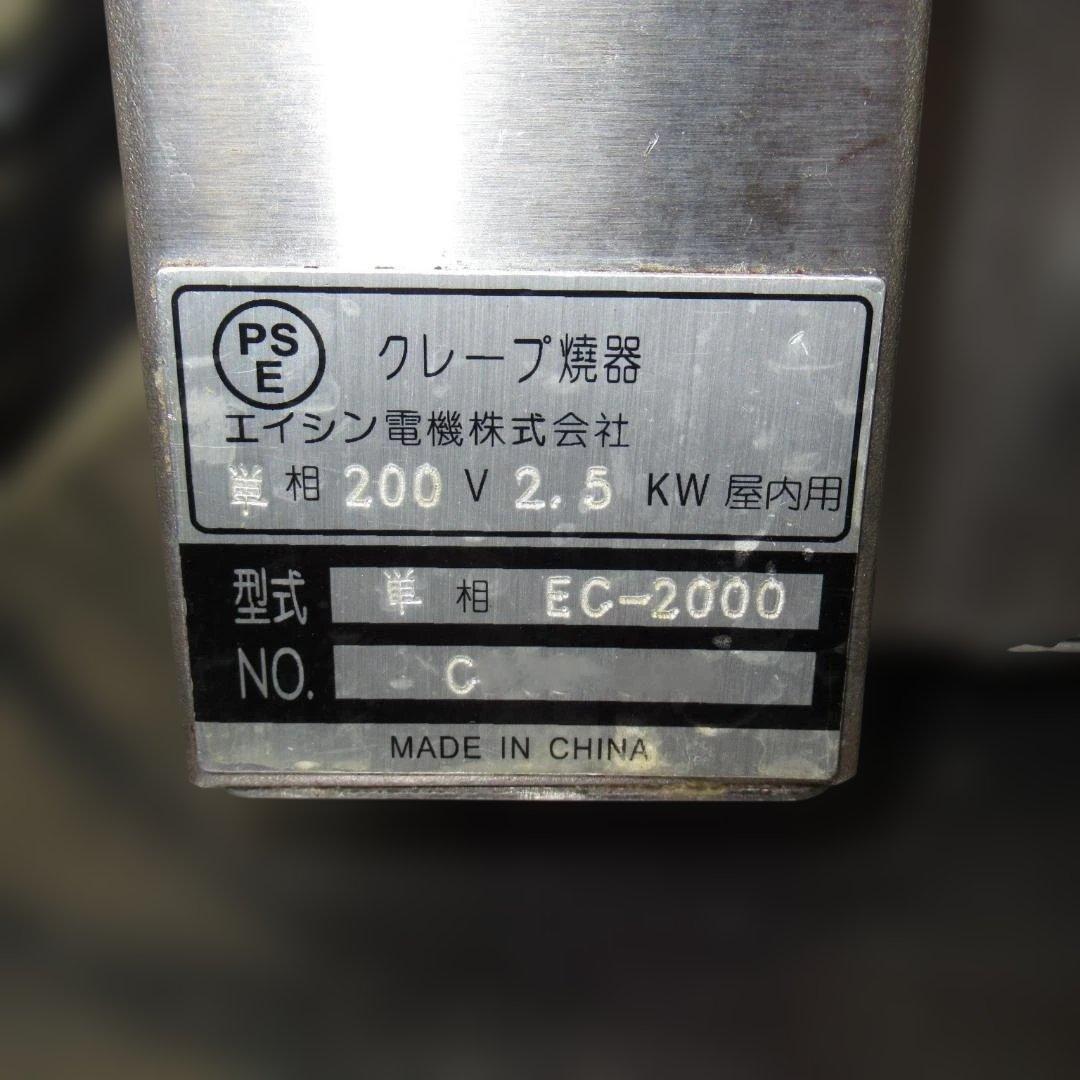 PS
E
クレープ焼器
エイシン電機株式会社
単相 200 V 2.5 KW 屋内用
型式 単相 EC-2000
NO. C
MADE IN CHINA